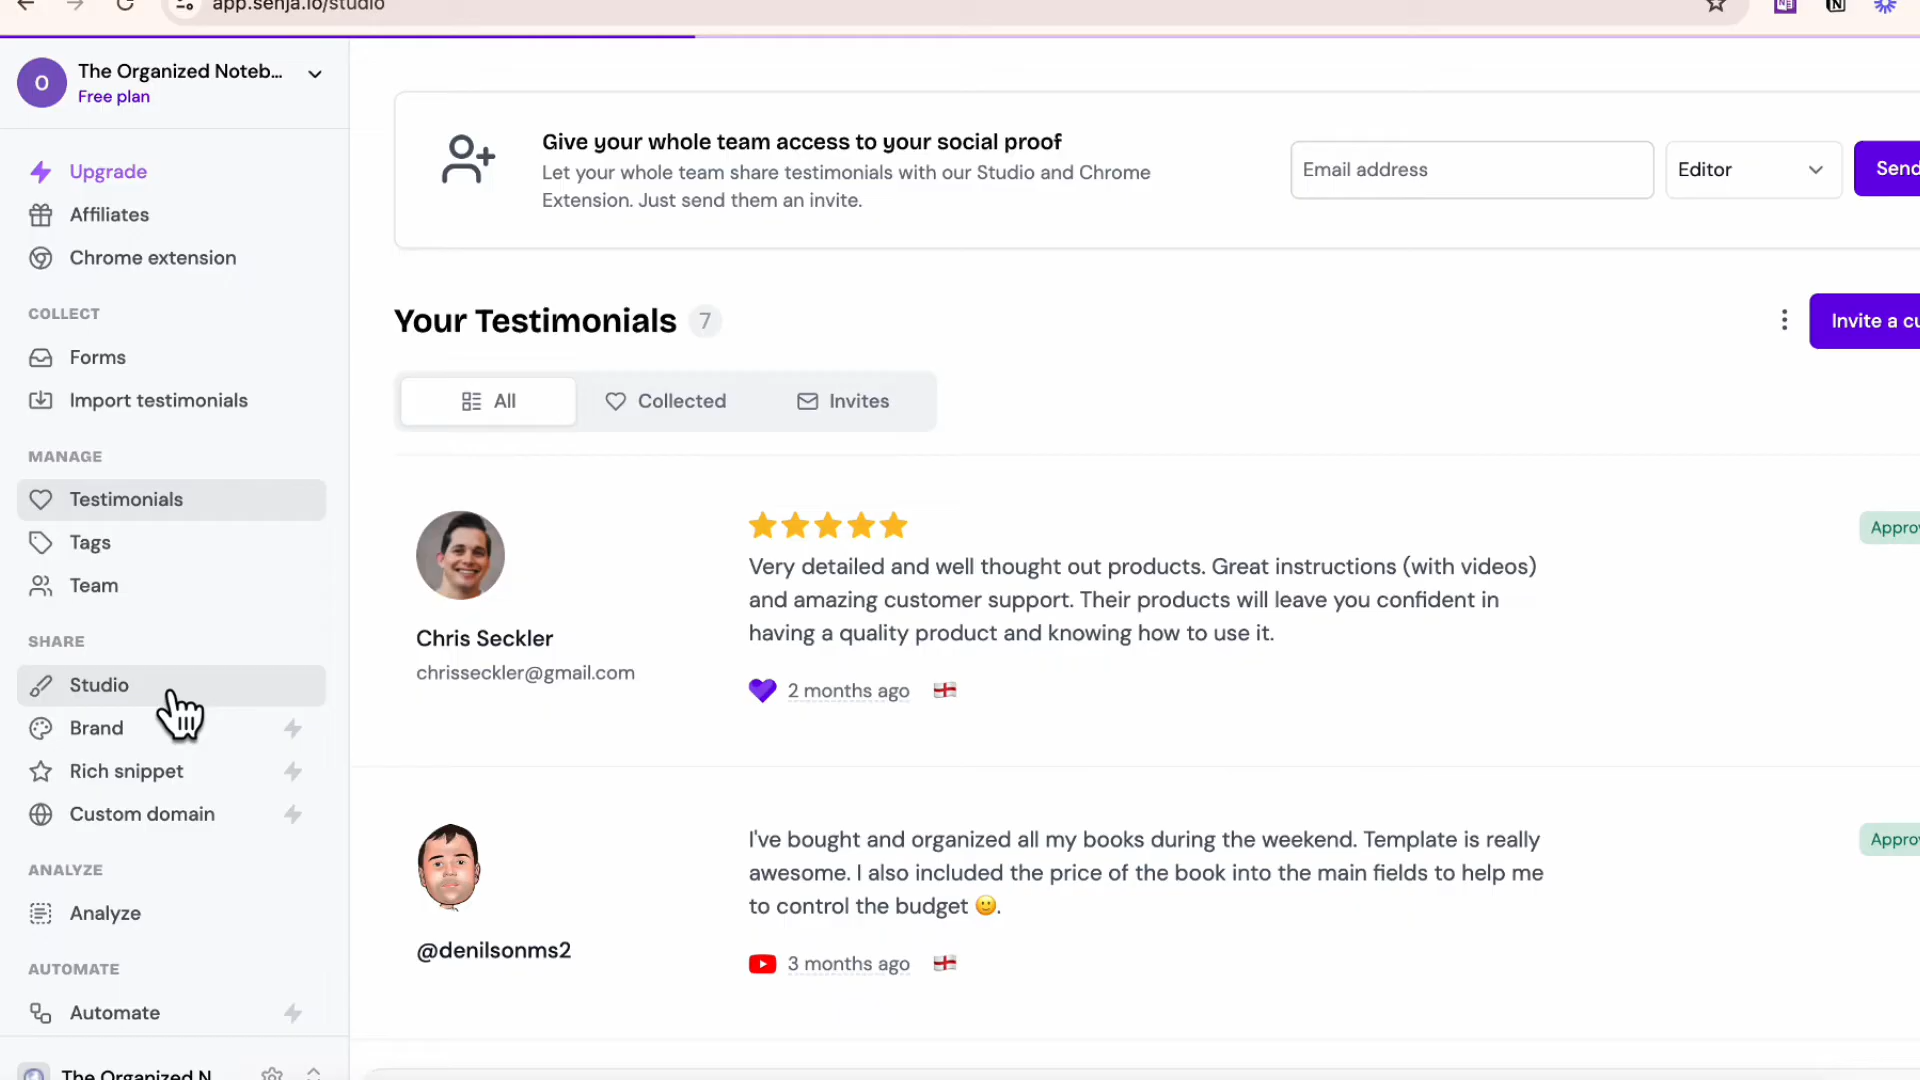 app.senja.io/studio
O
The Organized Noteb...
Free plan
Upgrade
Affiliates
Chrome extension
COLLECT
Forms
Import testimonials
MANAGE
Testimonials
Tags
Team
SHARE
Studio
Brand
Rich snippet
Custom domain
ANALYZE
Analyze
AUTOMATE
Automate
The Organized N
Give your whole team access to your social proof
Let your whole team share testimonials with our Studio and Chrome
Extension. Just send them an invite.
Email address
Editor
Send
Your Testimonials 7
Invite a cu
All
Collected
Invites
Chris Seckler
chrisseckler@gmail.com
Very detailed and well thought out products. Great instructions (with videos)
and amazing customer support. Their products will leave you confident in
having a quality product and knowing how to use it.
2 months ago
Approv
@denilsonms2
I've bought and organized all my books during the weekend. Template is really
awesome. I also included the price of the book into the main fields to help me
to control the budget 🙂.
3 months ago
Approv